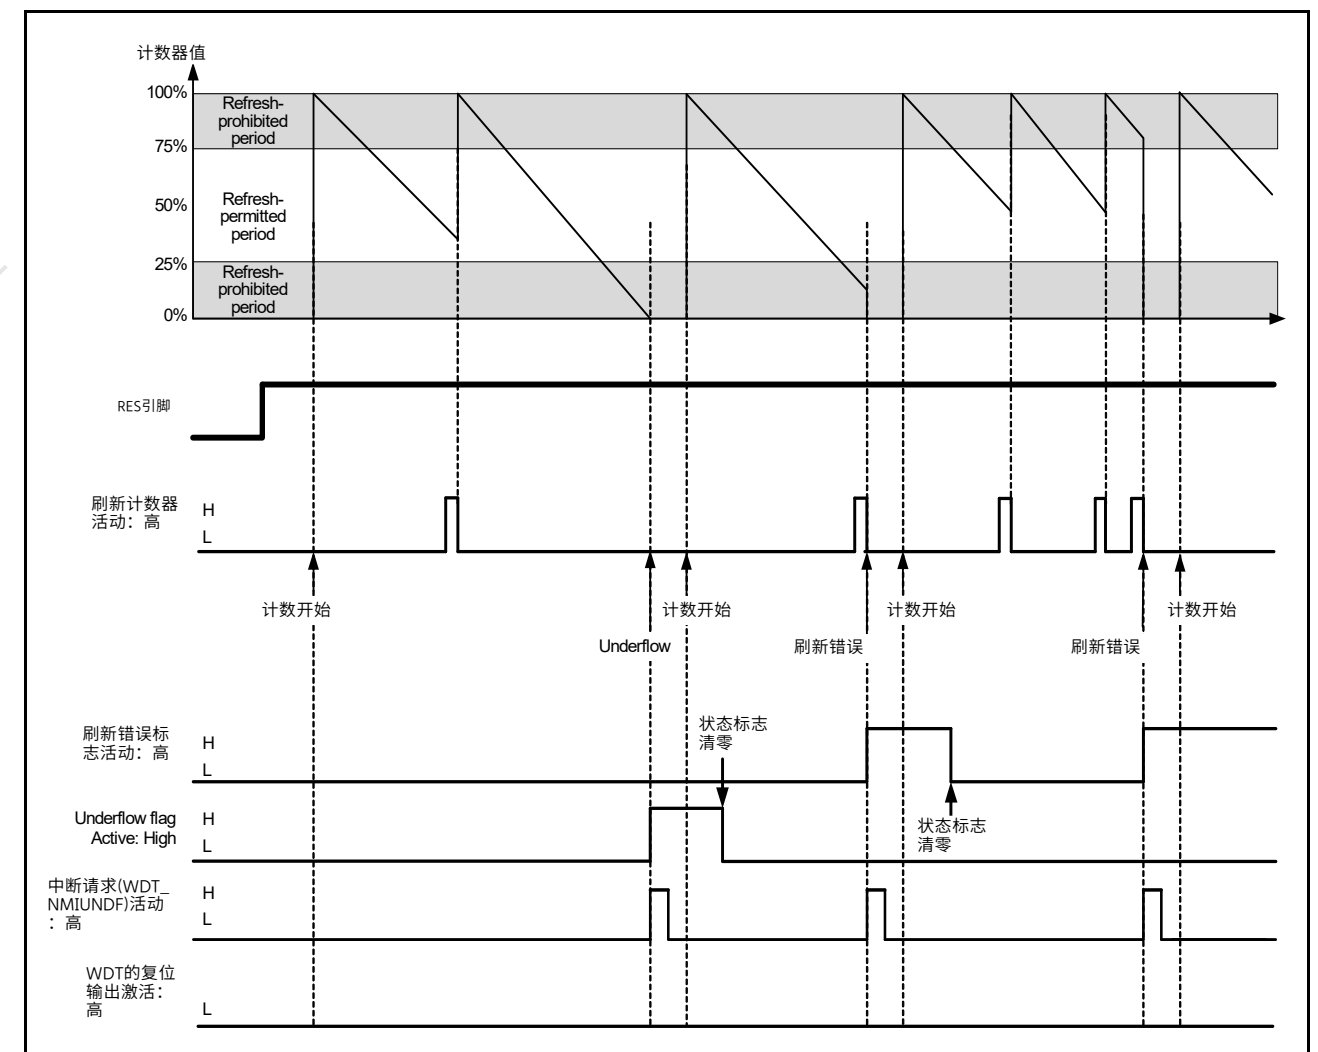 计数器值
100%
Refresh-
prohibited
period
75%
50%
Refresh-
permitted
period
25%
Refresh-
prohibited
period
0%
RES引脚
刷新计数器
活动：高
H
L
计数开始
计数开始
计数开始
计数开始
Underflow
刷新错误
刷新错误
状态标志
清零
刷新错误标
志活动：高
H
L
Underflow flag
Active: High
H
L
状态标志
清零
中断请求(WDT_
NMIUNDF)活动
：高
H
L
WDT的复位
输出激活：
高
L